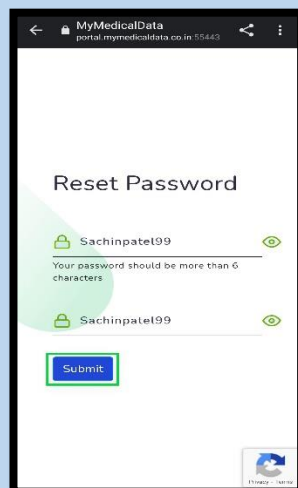 MyMedicalData
portal.mymedicaldata.co.in:55443
Reset Password
Sachinpatel99
Your password should be more than 6
characters
Sachinpatel99
Submit
Privacy - Terms